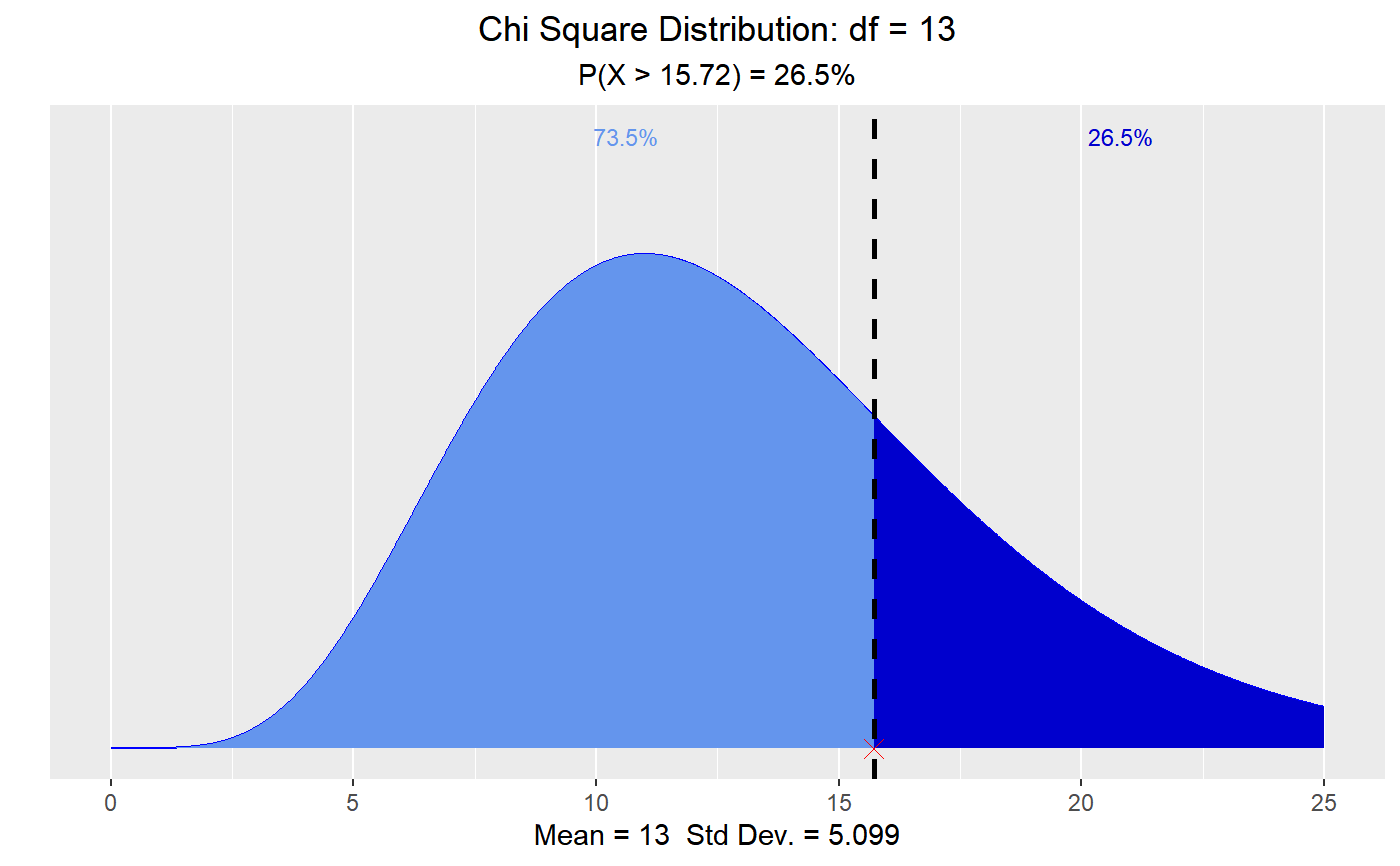 Chi Square Distribution: df = 13
P(X > 15.72) = 26.5%
73.5% 26.5%
0 5 10 15 20 25
Mean = 13  Std Dev. = 5.099